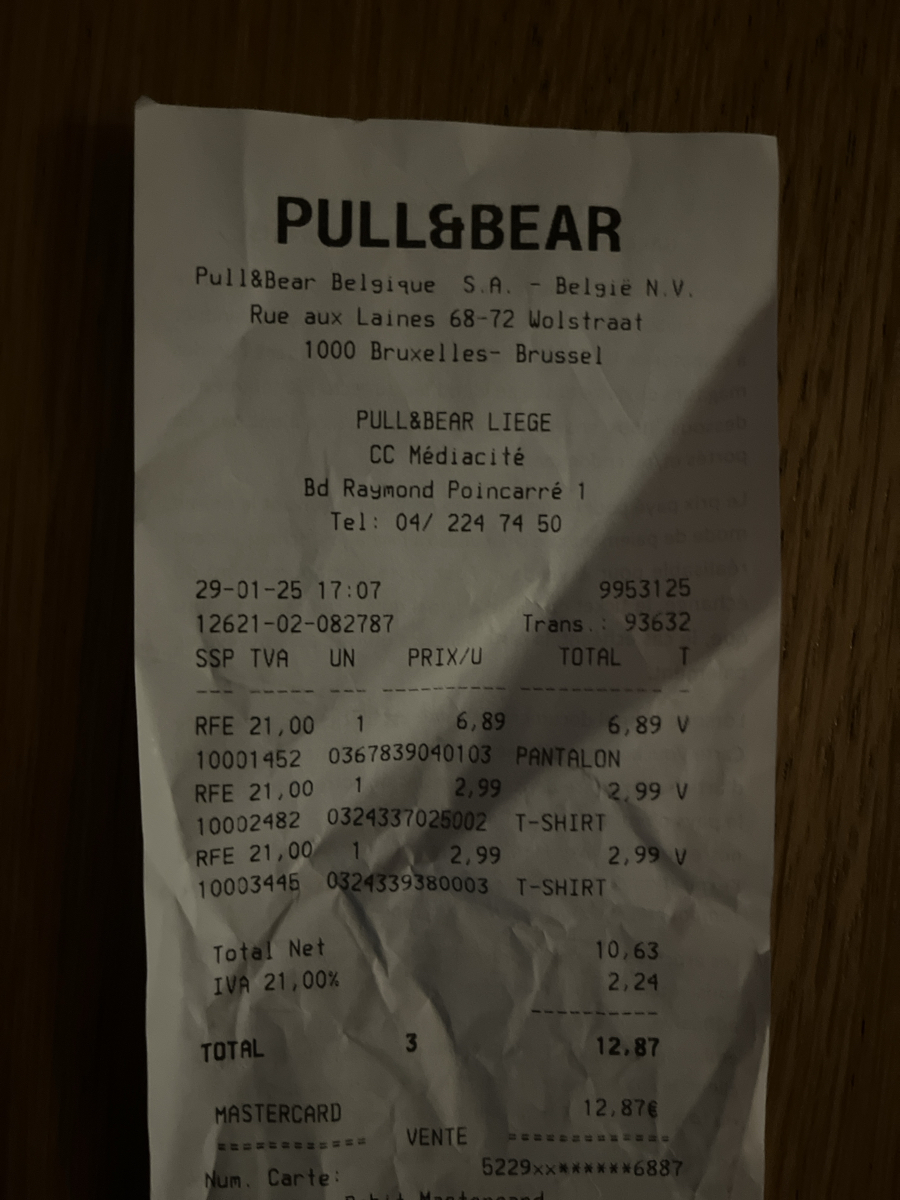 PULL&BEAR
Pull&Bear Belgique S.A. - België N.V.
Rue aux Laines 68-72 Wolstraat
1000 Bruxelles- Brussel
PULL&BEAR LIEGE
CC Médiacité
Bd Raymond Poincarré 1
Tel: 04/ 224 74 50
29-01-25 17:07 9953125
12621-02-082787 Trans.: 93632
SSP TVA UN PRIX/U TOTAL T
--- ----- --- ---------- ----------- -
RFE 21,00 1 6,89 6,89 V
10001452 0367839040103 PANTALON
RFE 21,00 1 2,99 2,99 V
10002482 0324337025002 T-SHIRT
RFE 21,00 1 2,99 2,99 V
10003445 0324339380003 T-SHIRT
Total Net 10,63
IVA 21,00% 2,24
----------
TOTAL 3 12,87
MASTERCARD 12,87€
============ VENTE =============
Num. Carte: 5229xx******6887